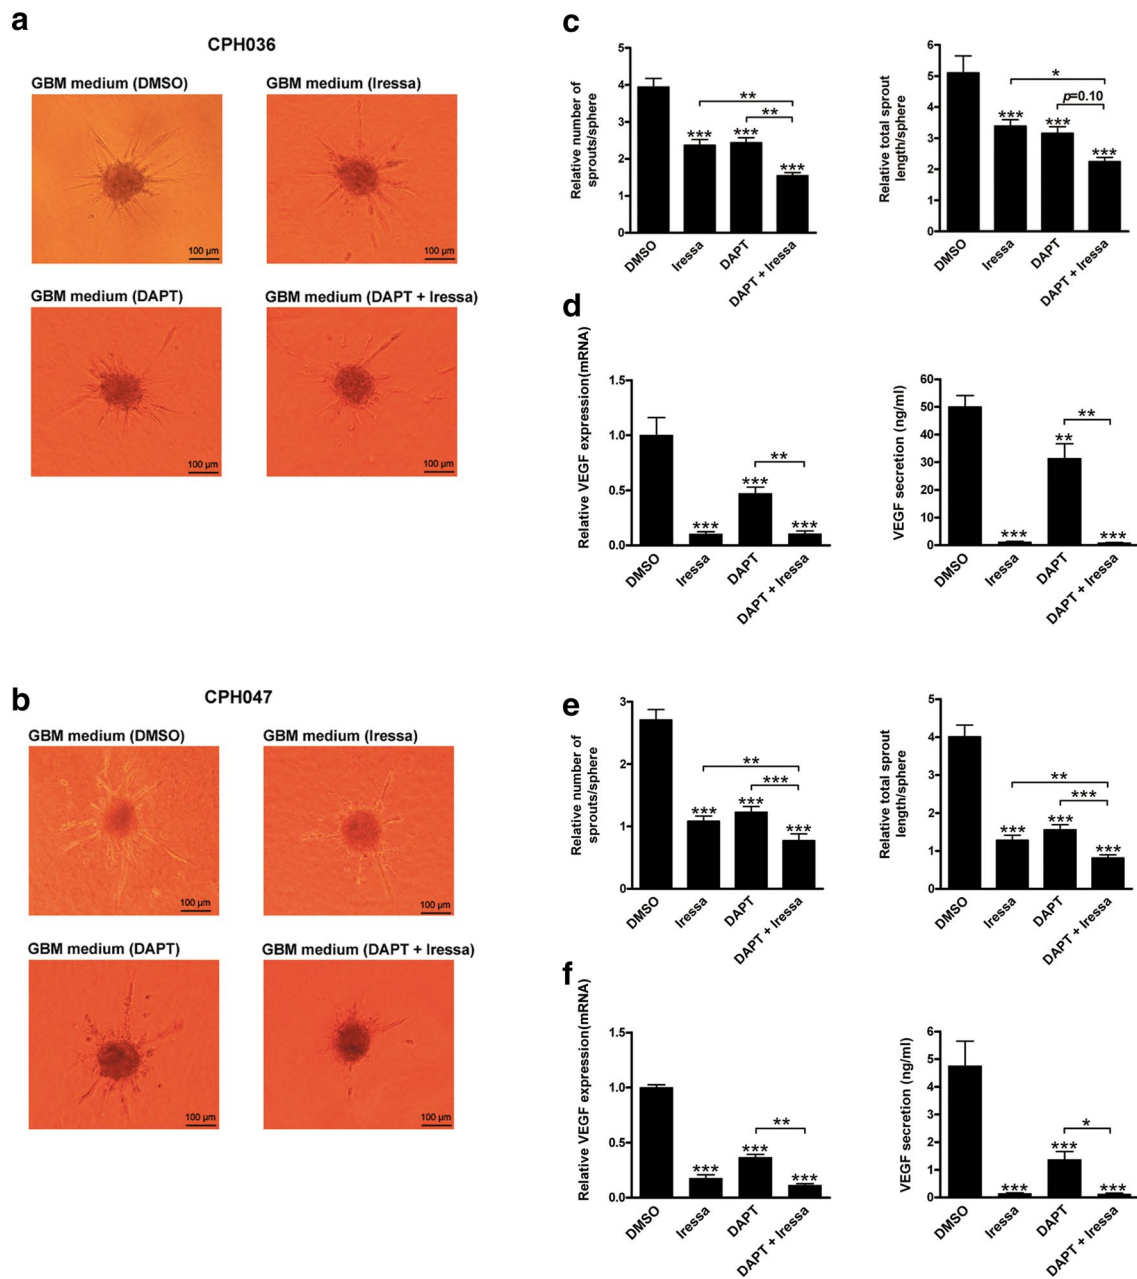 a
CPH036
GBM medium (DMSO)
GBM medium (Iressa)
100 µm
100 µm
GBM medium (DAPT)
GBM medium (DAPT + Iressa)
100 µm
100 µm
b
CPH047
GBM medium (DMSO)
GBM medium (Iressa)
100 µm
100 µm
GBM medium (DAPT)
GBM medium (DAPT + Iressa)
100 µm
100 µm
c
Relative number of
sprouts/sphere
5
4
3
2
1
0
**
**
***
***
***
DMSO
Iressa
DAPT
DAPT + Iressa
Relative total sprout
length/sphere
6
5
4
3
2
1
0
*
p=0.10
***
***
***
DMSO
Iressa
DAPT
DAPT + Iressa
d
Relative VEGF expression(mRNA)
1.5
1.0
0.5
0.0
**
***
***
***
DMSO
Iressa
DAPT
DAPT + Iressa
VEGF secretion (ng/ml)
60
50
40
30
20
10
0
**
**
***
***
DMSO
Iressa
DAPT
DAPT + Iressa
e
Relative number of
sprouts/sphere
3
2
1
0
**
***
***
***
***
DMSO
Iressa
DAPT
DAPT + Iressa
Relative total sprout
length/sphere
5
4
3
2
1
0
**
***
***
***
***
DMSO
Iressa
DAPT
DAPT + Iressa
f
Relative VEGF expression(mRNA)
1.5
1.0
0.5
0.0
**
***
***
***
DMSO
Iressa
DAPT
DAPT + Iressa
VEGF secretion (ng/ml)
6
5
4
3
2
1
0
*
***
***
***
DMSO
Iressa
DAPT
DAPT + Iressa